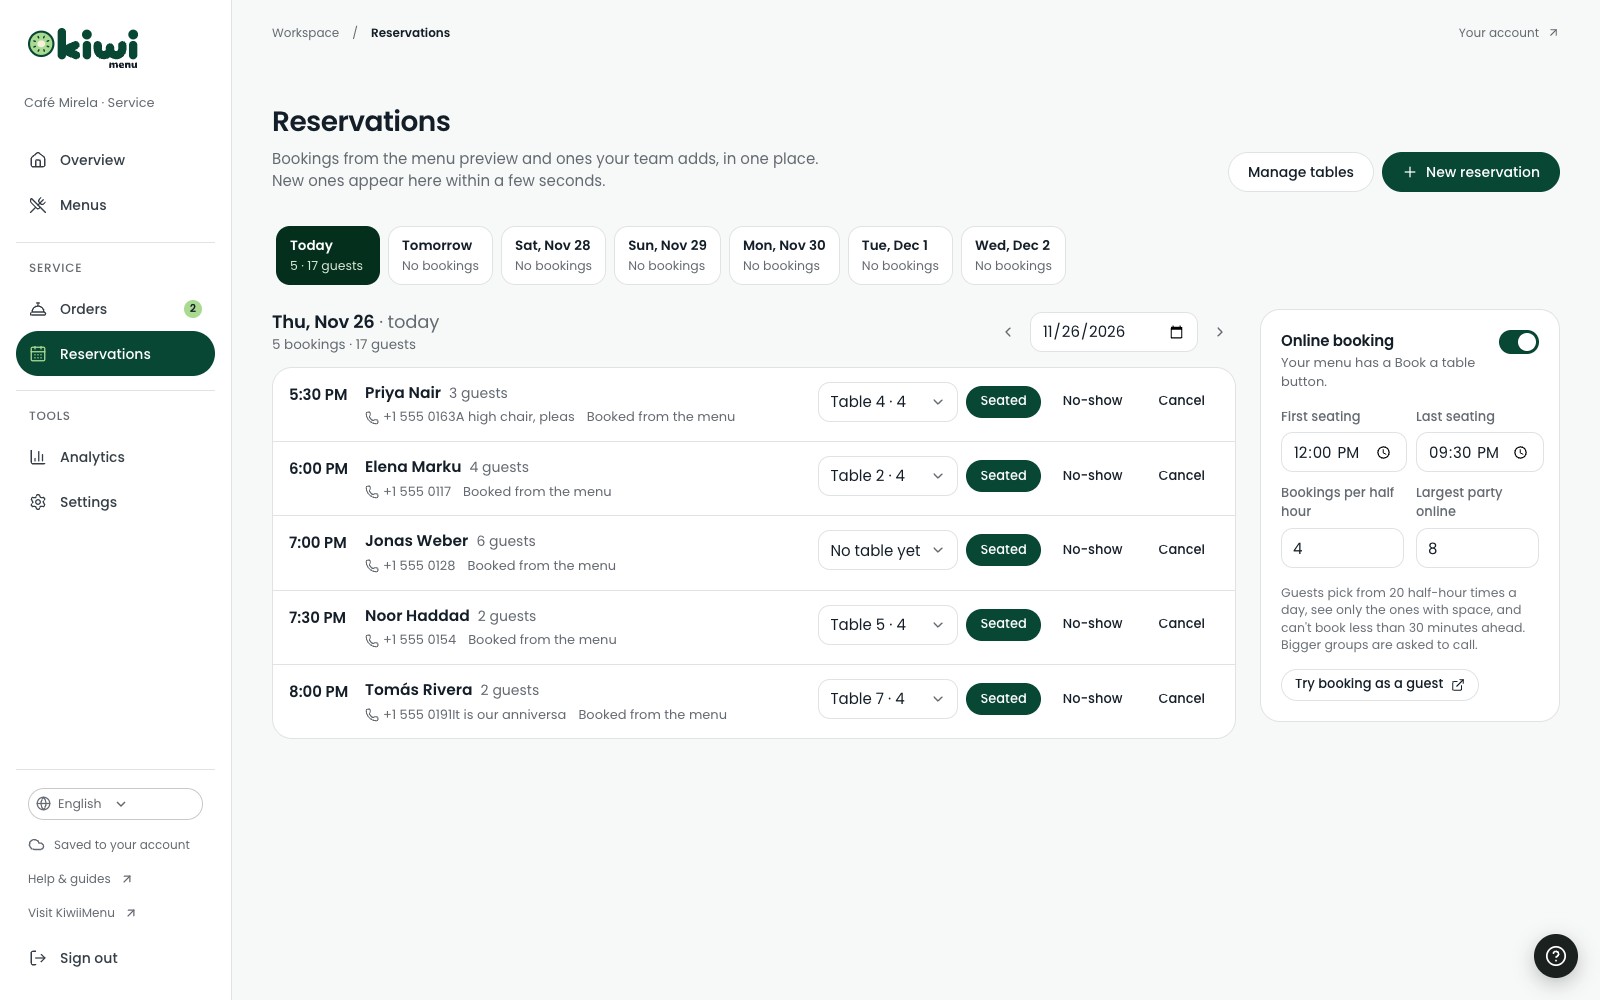 kiwi
menu
Café Mirela · Service
Overview
Menus
SERVICE
Orders 2
Reservations
TOOLS
Analytics
Settings
English
Saved to your account
Help & guides
Visit KiwiiMenu
Sign out
Workspace / Reservations
Your account
Reservations
Bookings from the menu preview and ones your team adds, in one place.
New ones appear here within a few seconds.
Manage tables
New reservation
Today
5 · 17 guests
Tomorrow
No bookings
Sat, Nov 28
No bookings
Sun, Nov 29
No bookings
Mon, Nov 30
No bookings
Tue, Dec 1
No bookings
Wed, Dec 2
No bookings
Thu, Nov 26 · today
5 bookings · 17 guests
11/26/2026
5:30 PM Priya Nair 3 guests
+1 555 0163A high chair, pleas Booked from the menu
Table 4 · 4 Seated No-show Cancel
6:00 PM Elena Marku 4 guests
+1 555 0117 Booked from the menu
Table 2 · 4 Seated No-show Cancel
7:00 PM Jonas Weber 6 guests
+1 555 0128 Booked from the menu
No table yet Seated No-show Cancel
7:30 PM Noor Haddad 2 guests
+1 555 0154 Booked from the menu
Table 5 · 4 Seated No-show Cancel
8:00 PM Tomás Rivera 2 guests
+1 555 0191It is our anniversa Booked from the menu
Table 7 · 4 Seated No-show Cancel
Online booking
Your menu has a Book a table
button.
First seating Last seating
12:00 PM 09:30 PM
Bookings per half
hour
Largest party
online
4 8
Guests pick from 20 half-hour times a
day, see only the ones with space, and
can't book less than 30 minutes ahead.
Bigger groups are asked to call.
Try booking as a guest